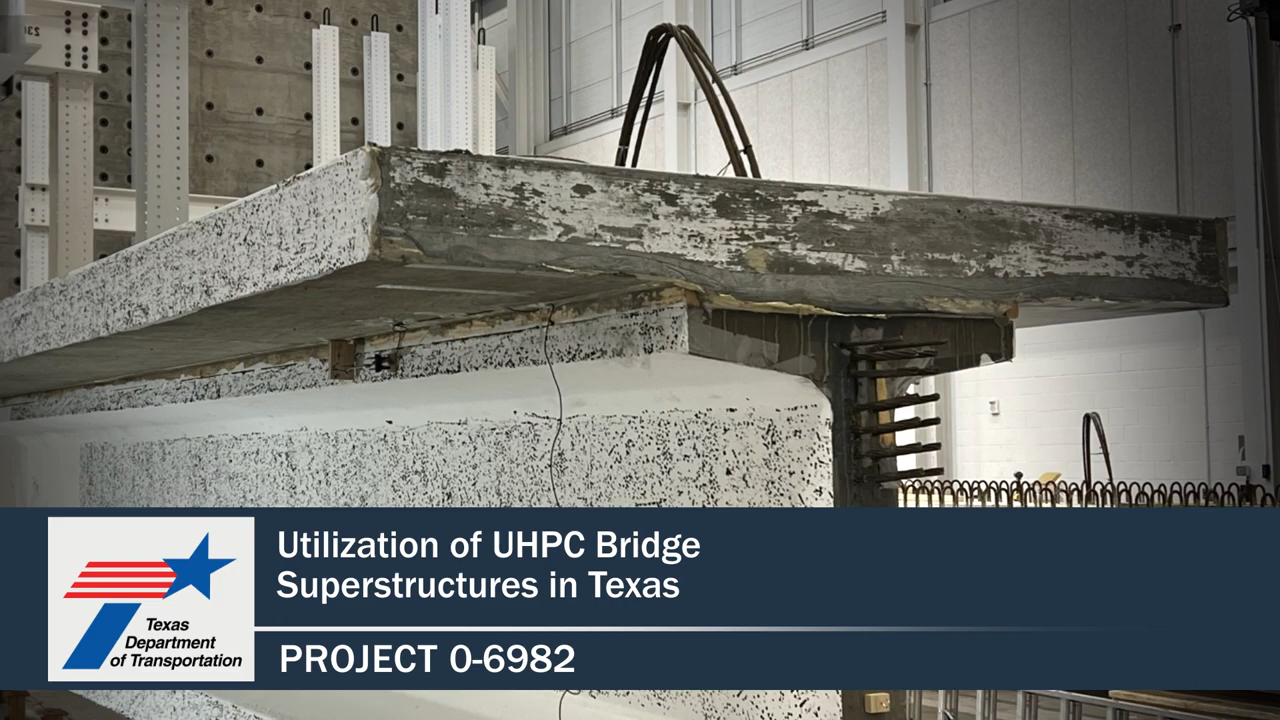 Utilization of UHPC Bridge
Superstructures in Texas
Texas
Department
of Transportation
PROJECT 0-6982